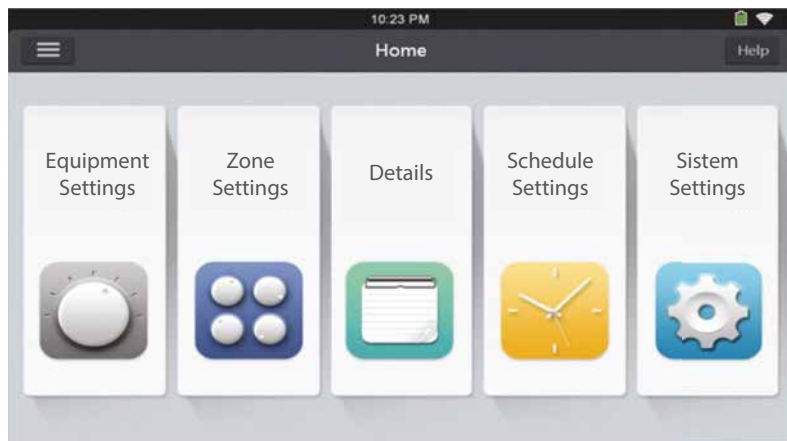 10:23 PM
Home
Help
Equipment
Settings
Zone
Settings
Details
Schedule
Settings
Sistem
Settings